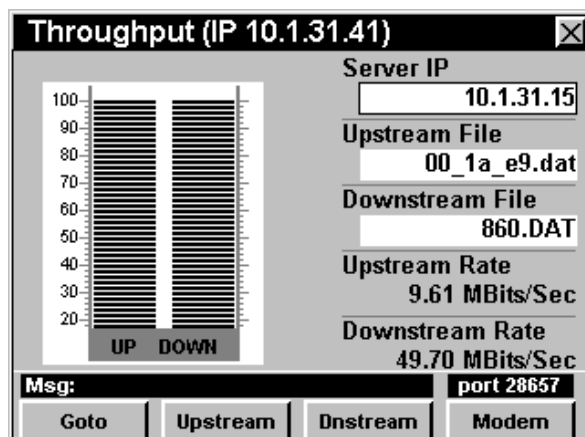 Throughput (IP 10.1.31.41)
Server IP
10.1.31.15
Upstream File
00_1a_e9.dat
Downstream File
860.DAT
Upstream Rate
9.61 MBits/Sec
Downstream Rate
49.70 MBits/Sec
100
90
80
70
60
50
40
30
20
UP DOWN
Msg: port 28657
Goto Upstream Dnstream Modem